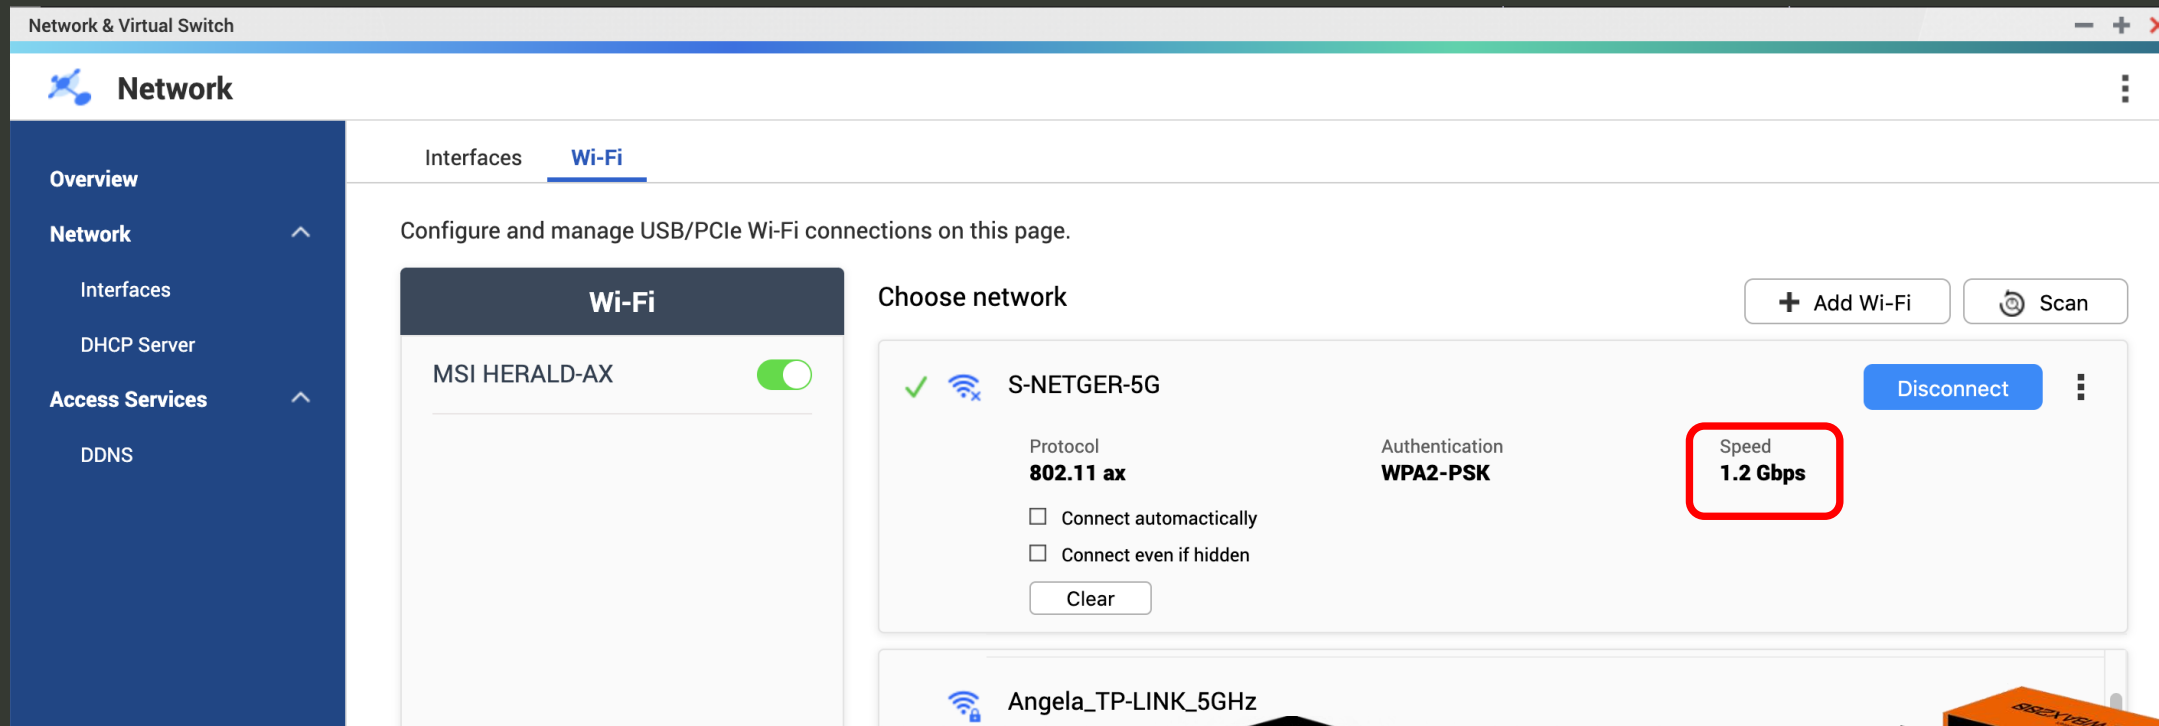 Network & Virtual Switch
Network
Overview
Network
Interfaces
DHCP Server
Access Services
DDNS
Interfaces
Wi-Fi
Configure and manage USB/PCIe Wi-Fi connections on this page.
Wi-Fi
MSI HERALD-AX
Choose network
Add Wi-Fi
Scan
S-NETGER-5G
Disconnect
Protocol
Authentication
Speed
802.11 ax
WPA2-PSK
1.2 Gbps
Connect automactically
Connect even if hidden
Clear
Angela_TP-LINK_5GHz